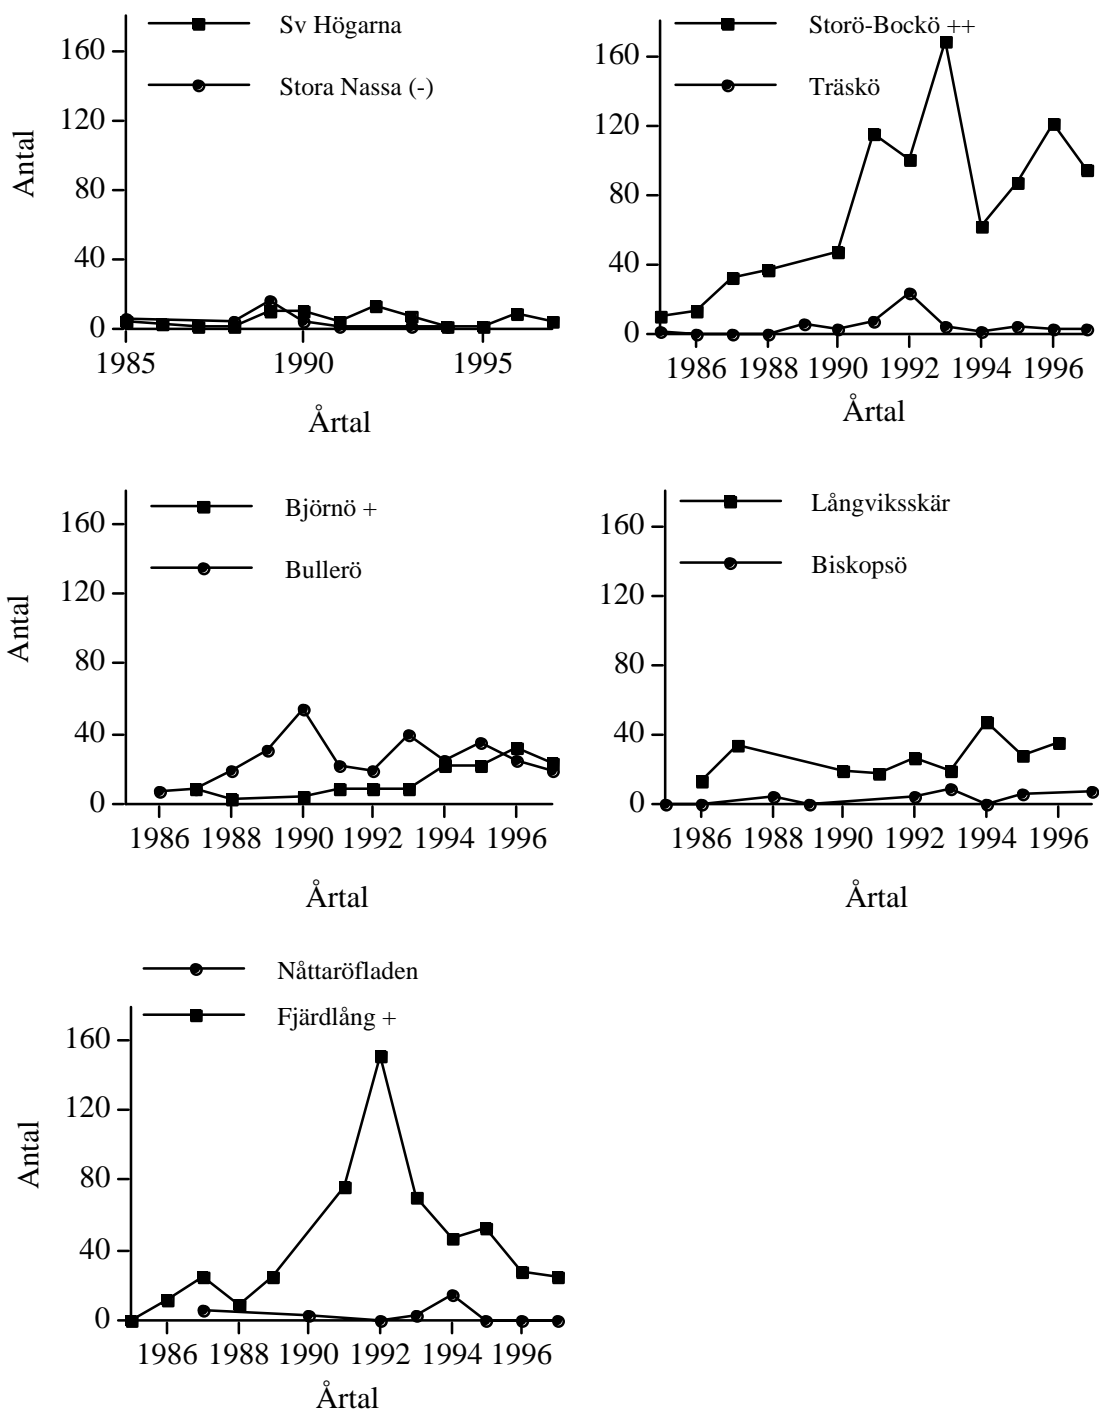 Sv Högarna
Stora Nassa (-)
160
120
80
40
0
Antal
1985 1990 1995
Årtal
Storö-Bockö ++
Träskö
160
120
80
40
0
1986 1988 1990 1992 1994 1996
Årtal
Björnö +
Bullerö
160
120
80
40
0
Antal
1986 1988 1990 1992 1994 1996
Årtal
Långviksskär
Biskopsö
160
120
80
40
0
1986 1988 1990 1992 1994 1996
Årtal
Nåttaröfladen
Fjärdlång +
160
120
80
40
0
Antal
1986 1988 1990 1992 1994 1996
Årtal